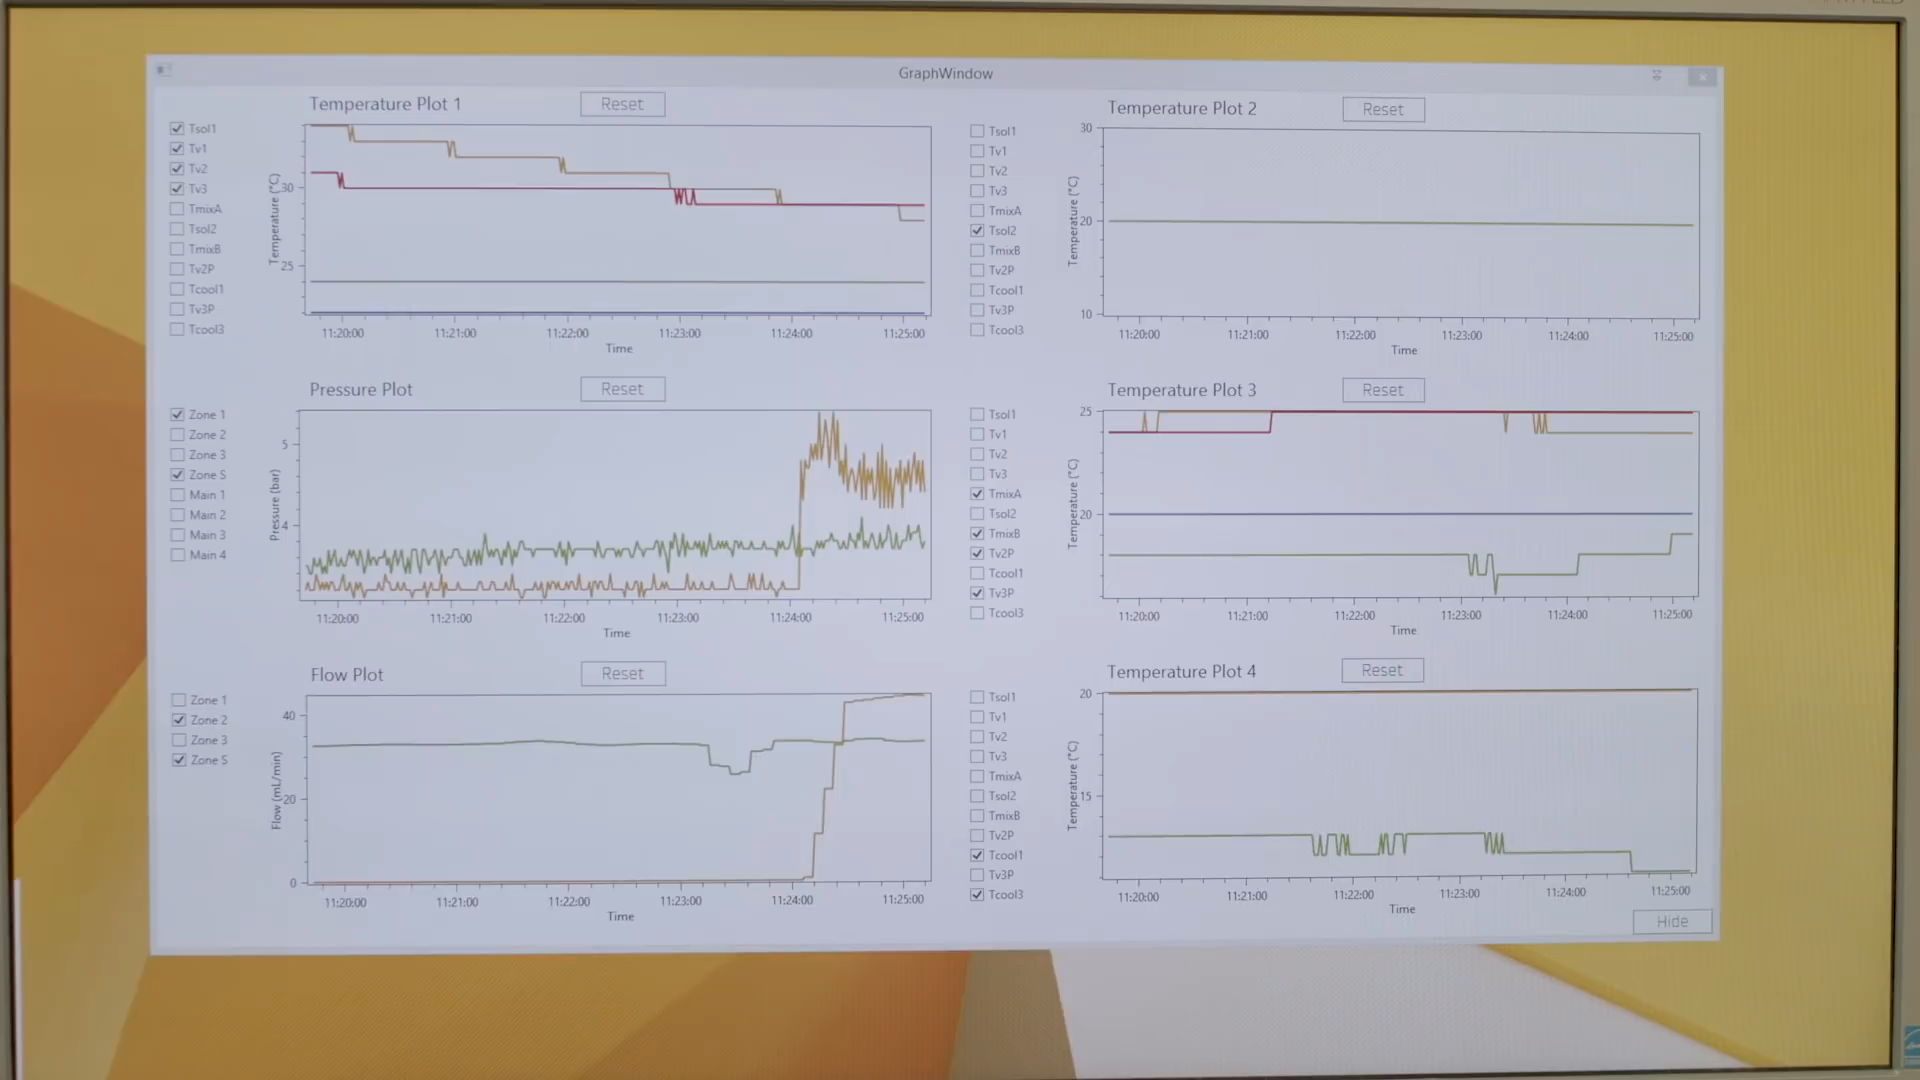 GraphWindow
Temperature Plot 1
Reset
Tsol1
Tv1
Tv2
Tv3
TmixA
Tsol2
TmixB
Tv2P
Tcool1
Tv3P
Tcool3
Temperature (°C)
30
25
11:20:00 11:21:00 11:22:00 11:23:00 11:24:00 11:25:00
Time
Temperature Plot 2
Reset
Tsol1
Tv1
Tv2
Tv3
TmixA
Tsol2
TmixB
Tv2P
Tcool1
Tv3P
Tcool3
Temperature (°C)
30
20
10
11:20:00 11:21:00 11:22:00 11:23:00 11:24:00 11:25:00
Time
Pressure Plot
Reset
Zone 1
Zone 2
Zone 3
Zone S
Main 1
Main 2
Main 3
Main 4
Pressure (bar)
5
4
11:20:00 11:21:00 11:22:00 11:23:00 11:24:00 11:25:00
Time
Temperature Plot 3
Reset
Tsol1
Tv1
Tv2
Tv3
TmixA
Tsol2
TmixB
Tv2P
Tcool1
Tv3P
Tcool3
Temperature (°C)
25
20
11:20:00 11:21:00 11:22:00 11:23:00 11:24:00 11:25:00
Time
Flow Plot
Reset
Zone 1
Zone 2
Zone 3
Zone S
Flow (mL/min)
40
20
0
11:20:00 11:21:00 11:22:00 11:23:00 11:24:00 11:25:00
Time
Temperature Plot 4
Reset
Tsol1
Tv1
Tv2
Tv3
TmixA
Tsol2
TmixB
Tv2P
Tcool1
Tv3P
Tcool3
Temperature (°C)
20
15
11:20:00 11:21:00 11:22:00 11:23:00 11:24:00 11:25:00
Time
Hide